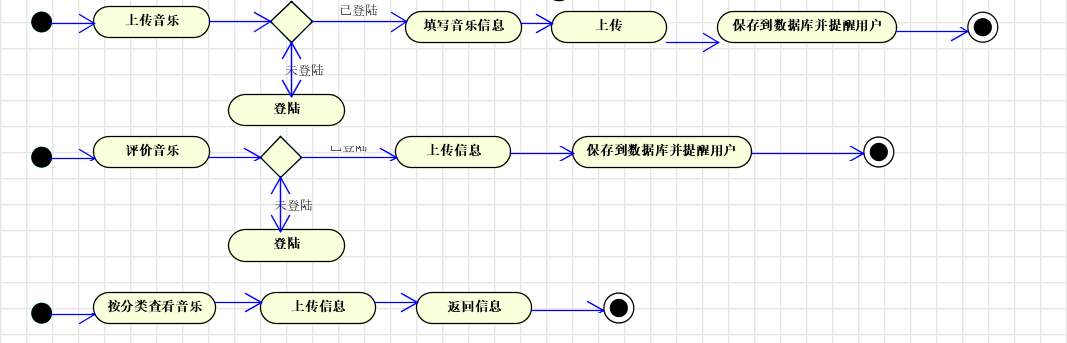 上传音乐
已登陆
填写音乐信息
上传
保存到数据库并提醒用户
未登陆
登陆
评价音乐
已登陆
上传信息
保存到数据库并提醒用户
未登陆
登陆
按分类查看音乐
上传信息
返回信息